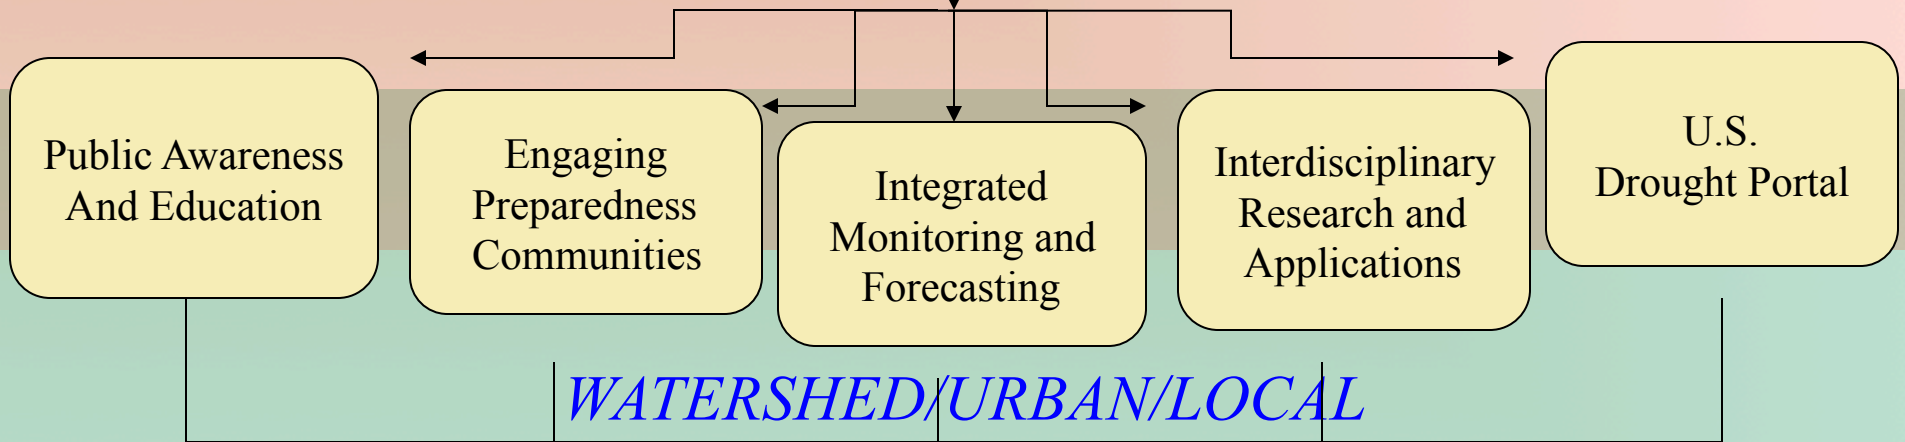 Public Awareness
And Education
Engaging
Preparedness
Communities
Integrated
Monitoring and
Forecasting
Interdisciplinary
Research and
Applications
U.S.
Drought Portal
WATERSHED/URBAN/LOCAL